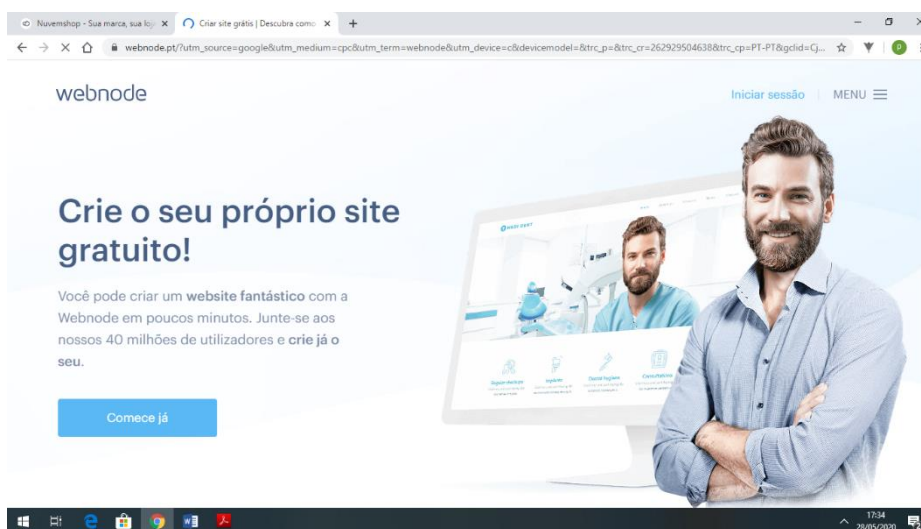 Nuvemshop - Sua marca, sua loj
Criar site grátis | Descubra como
webnode.pt/?utm_source=google&utm_medium=cpc&utm_term=webnode&utm_device=c&devicemodel=&trc_p=&trc_cr=262929504638&trc_cp=PT-PT&gclid=Cj...
P
webnode
Iniciar sessão
MENU
Crie o seu próprio site
gratuito!
Você pode criar um website fantástico com a
Webnode em poucos minutos. Junte-se aos
nossos 40 milhões de utilizadores e crie já o
seu.
Comece já
17:34
28/05/2020